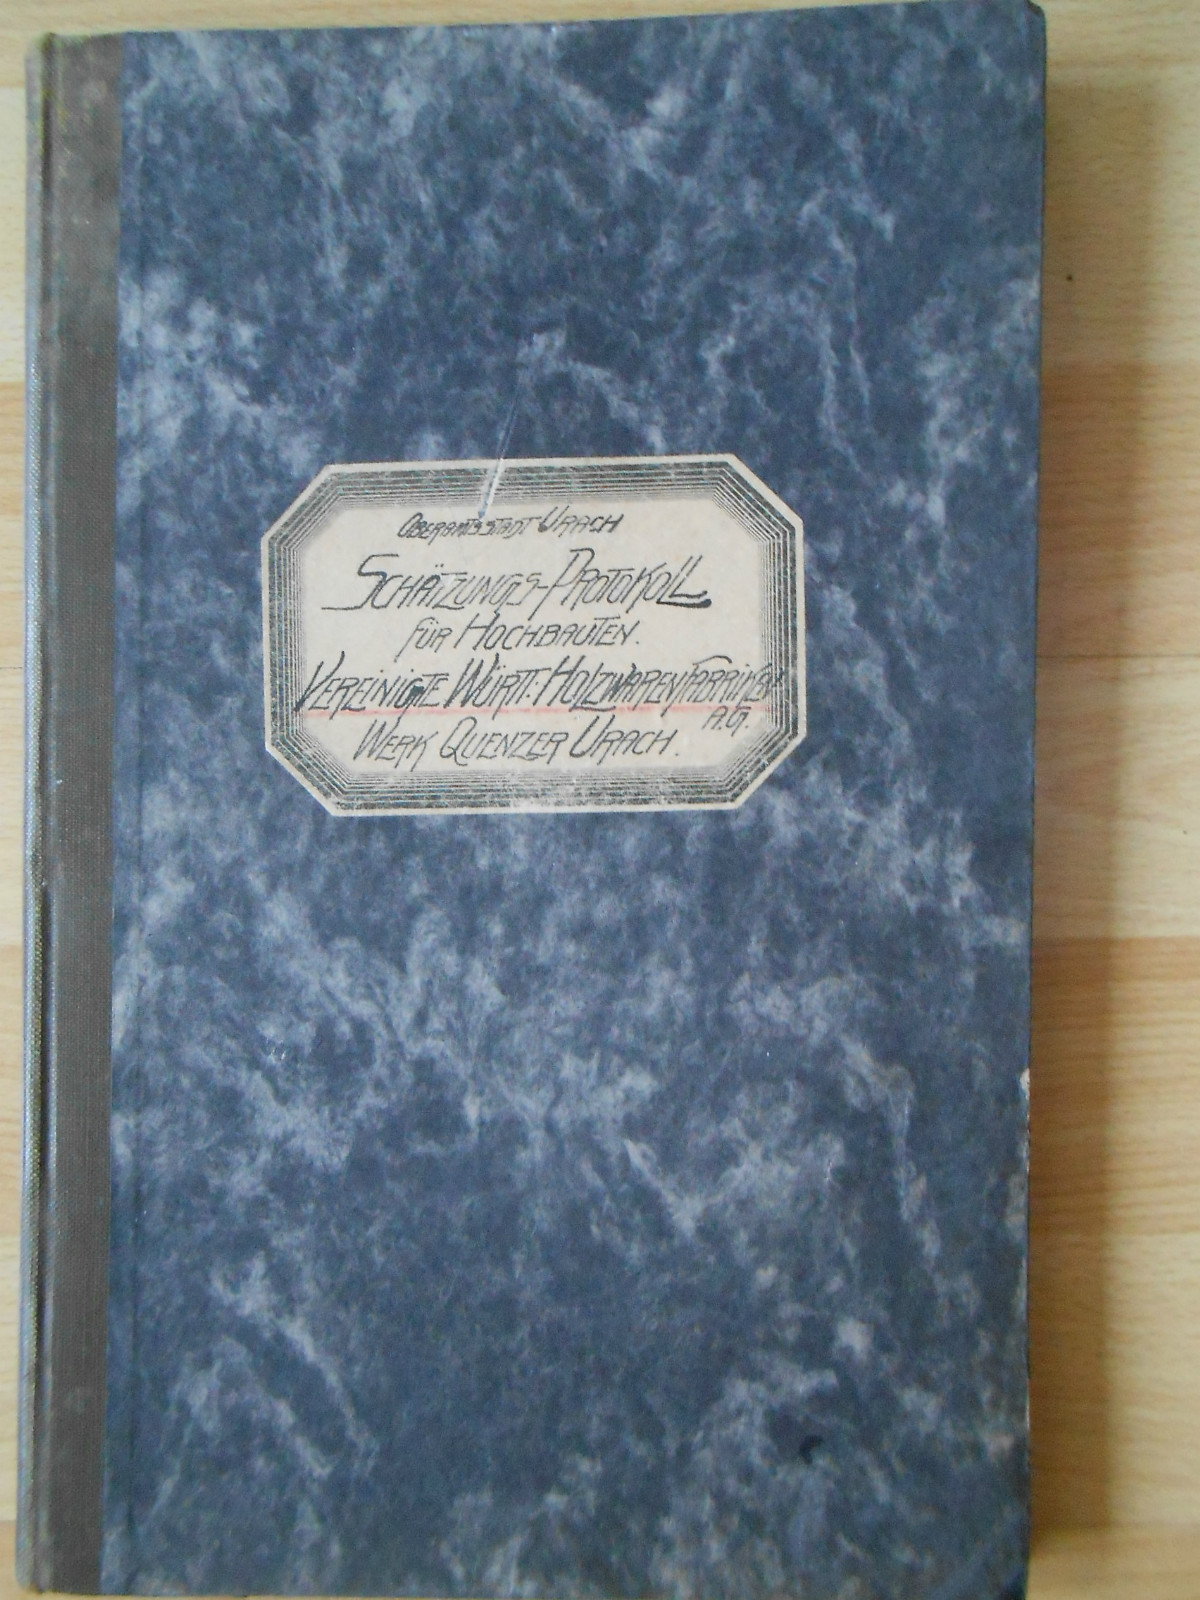 OBERAMTSSTADT URACH
SCHÄTZUNGS-PROTOKOLL
FÜR HOCHBAUTEN.
VEREINIGTE WÜRTT. HOLZWARENFABRIKEN
A.G.
WERK QUENZER URACH.